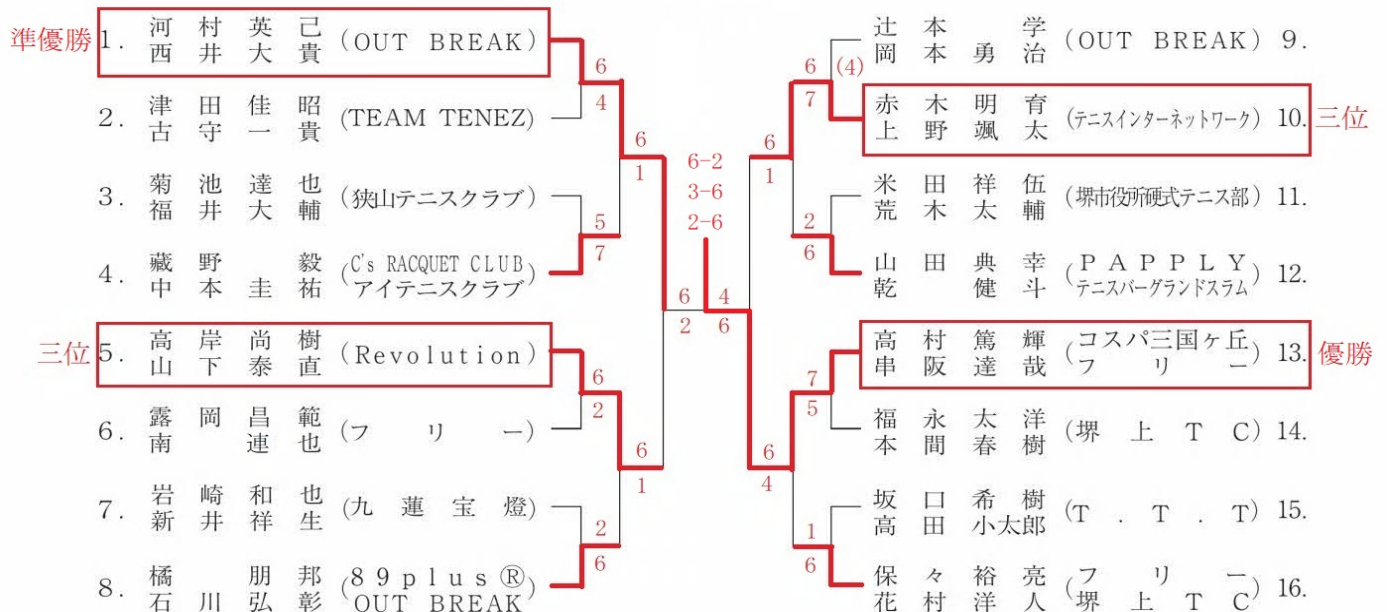 準優勝
1. 河村英己 西井大貴 (OUT BREAK)
6
4
2. 津田佳昭 古守一貴 (TEAM TENEZ)
6
1
3. 菊池達也 福井大輔 (狭山テニスクラブ)
5
7
4. 藏野毅 中本圭祐 (C's RACQUET CLUB アイテニスクラブ)
6
2
三位
5. 高岸尚樹 山下泰直 (Revolution)
6
2
6. 露岡昌範 南連也 (フリー)
6
1
7. 岩崎和也 新井祥生 (九蓮宝燈)
2
6
8. 橘朋邦 石川弘彰 (89plus® OUT BREAK)
6-2
3-6
2-6
辻本学 岡本勇治 (OUT BREAK) 9.
6 (4)
7
赤木明育 上野颯太 (テニスインターネットワーク) 10. 三位
6
1
米田祥伍 荒木太輔 (堺市役所硬式テニス部) 11.
2
6
山田典幸 乾健斗 (PAPPLY テニスバーグランドスラム) 12.
4
6
高村篤輝 串阪達哉 (コスパ三国ヶ丘 フリー) 13. 優勝
7
5
福永太洋 本間春樹 (堺上TC) 14.
6
4
坂口希樹 高田小太郎 (T.T.T) 15.
1
6
保々裕亮 花村洋人 (フリー 堺上TC) 16.